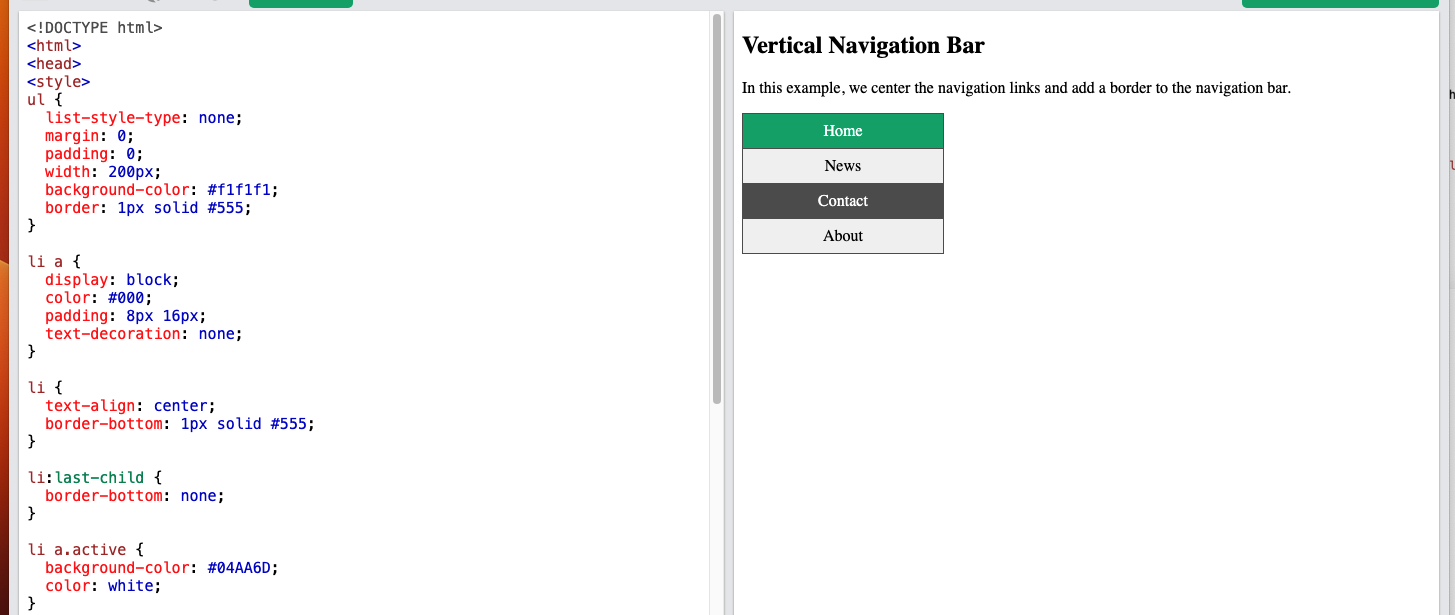 <!DOCTYPE html>
<html>
<head>
<style>
ul {
  list-style-type: none;
  margin: 0;
  padding: 0;
  width: 200px;
  background-color: #f1f1f1;
  border: 1px solid #555;
}

li a {
  display: block;
  color: #000;
  padding: 8px 16px;
  text-decoration: none;
}

li {
  text-align: center;
  border-bottom: 1px solid #555;
}

li:last-child {
  border-bottom: none;
}

li a.active {
  background-color: #04AA6D;
  color: white;
}
Vertical Navigation Bar
In this example, we center the navigation links and add a border to the navigation bar.
Home
News
Contact
About